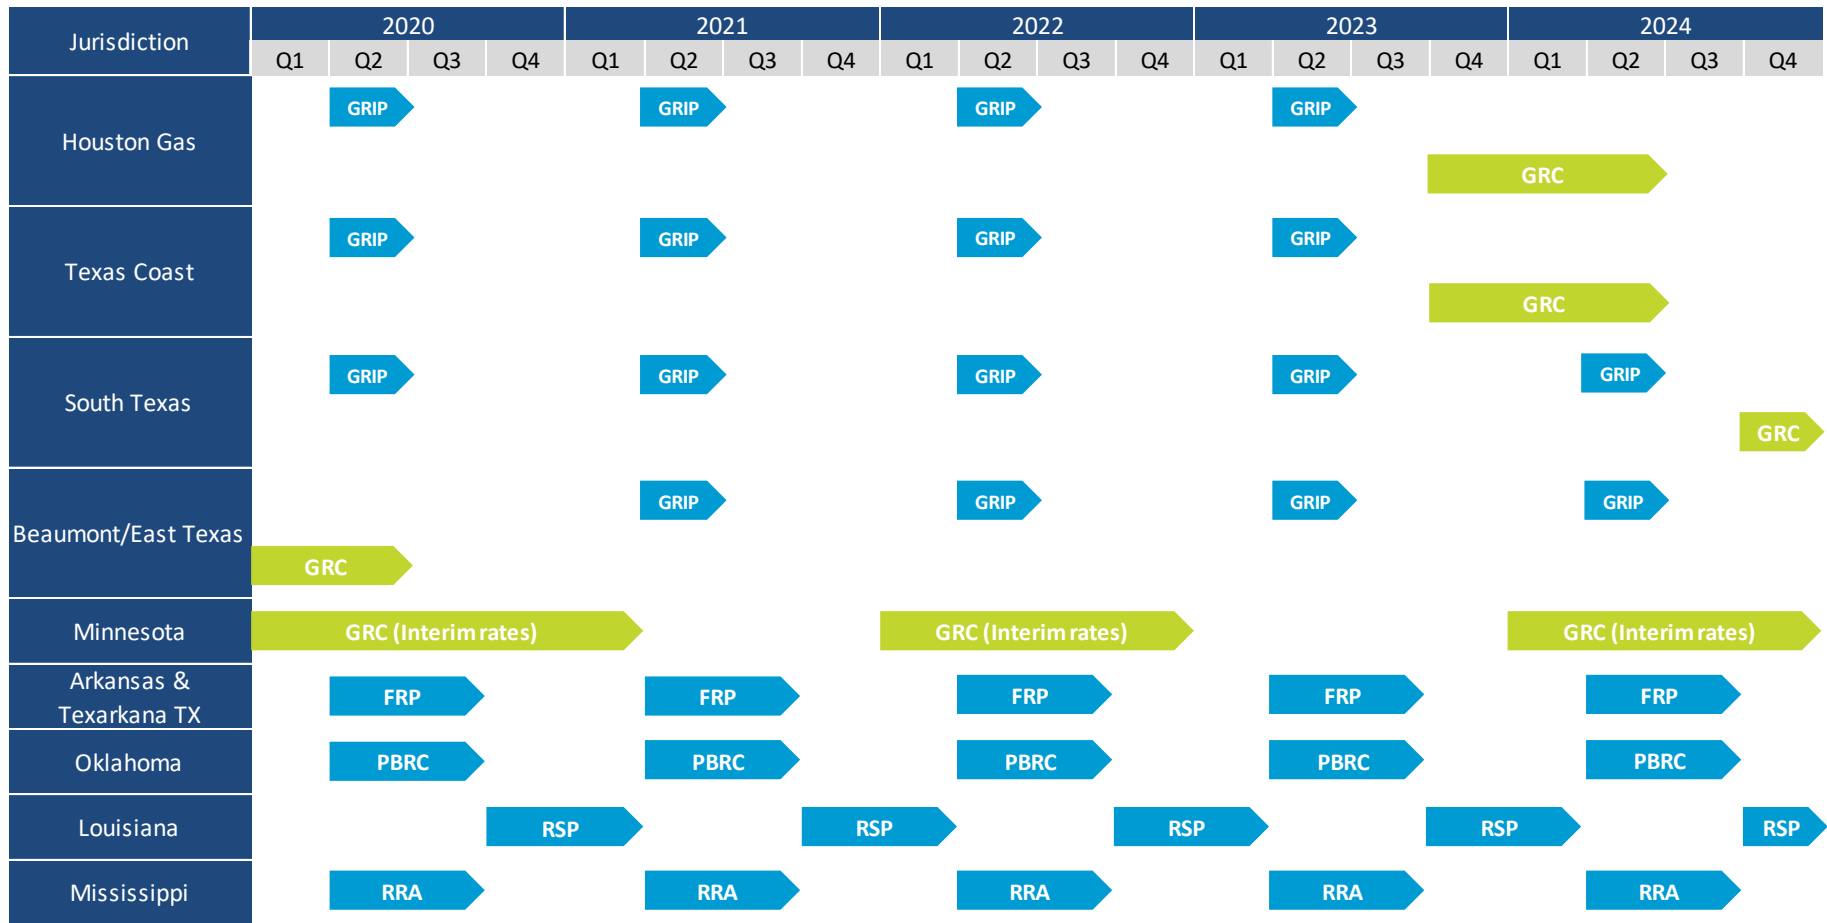 Jurisdiction
2020 2021 2022 2023 2024
Q1 Q2 Q3 Q4 Q1 Q2 Q3 Q4 Q1 Q2 Q3 Q4 Q1 Q2 Q3 Q4 Q1 Q2 Q3 Q4
Houston Gas
GRIP GRIP GRIP GRIP
GRC
Texas Coast
GRIP GRIP GRIP GRIP
GRC
South Texas
GRIP GRIP GRIP GRIP GRIP
GRC
Beaumont/East Texas
GRIP GRIP GRIP GRIP
GRC
Minnesota
GRC (Interim rates) GRC (Interim rates) GRC (Interim rates)
Arkansas &
Texarkana TX
FRP FRP FRP FRP FRP
Oklahoma
PBRC PBRC PBRC PBRC PBRC
Louisiana
RSP RSP RSP RSP RSP
Mississippi
RRA RRA RRA RRA RRA